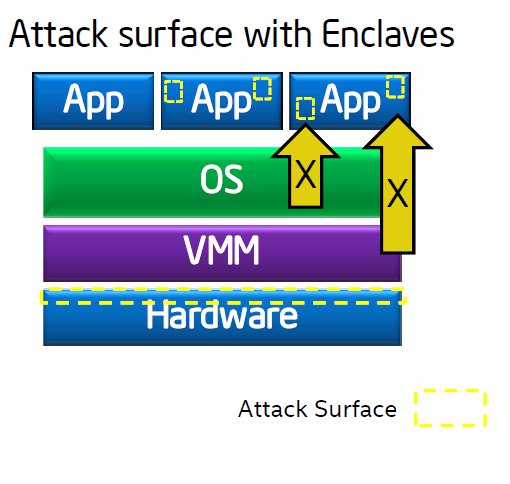 Attack surface with Enclaves
App App App
OS
X
X
VMM
Hardware
Attack Surface